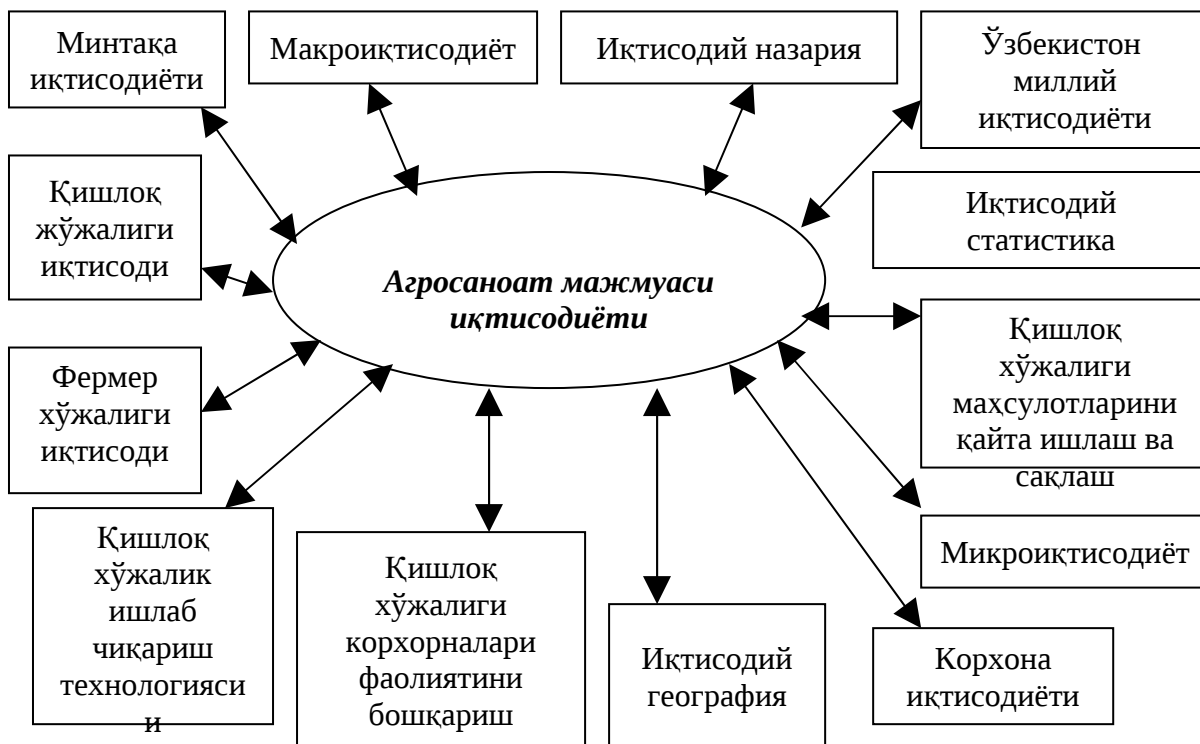 Минтақа
иқтисодиёти
Макроиқтисодиёт
Иқтисодий назария
Ўзбекистон
миллий
иқтисодиёти
Қишлоқ
жўжалиги
иқтисоди
Иқтисодий
статистика
Агросаноат мажмуаси
иқтисодиёти
Қишлоқ
хўжалиги
маҳсулотларини
қайта ишлаш ва
сақлаш
Фермер
хўжалиги
иқтисоди
Қишлоқ
хўжалик
ишлаб
чиқариш
технологияси
и
Қишлоқ
хўжалиги
корхорналари
фаолиятини
бошқариш
Иқтисодий
география
Микроиқтисодиёт
Корхона
иқтисодиёти